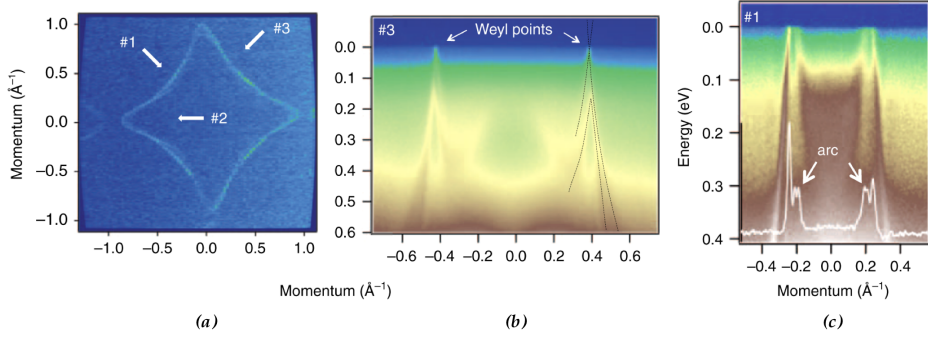 #1
#3
#2
Momentum (Å⁻¹)
1.0
0.5
0.0
−0.5
−1.0
−1.0 −0.5 0.0 0.5 1.0
#3
Weyl points
0.0
0.1
0.2
0.3
0.4
0.5
0.6
−0.6 −0.4 −0.2 0.0 0.2 0.4 0.6
Momentum (Å⁻¹)
#1
arc
Energy (eV)
0.0
0.1
0.2
0.3
0.4
−0.4 −0.2 0.0 0.2 0.4
Momentum (Å⁻¹)
(a) (b) (c)